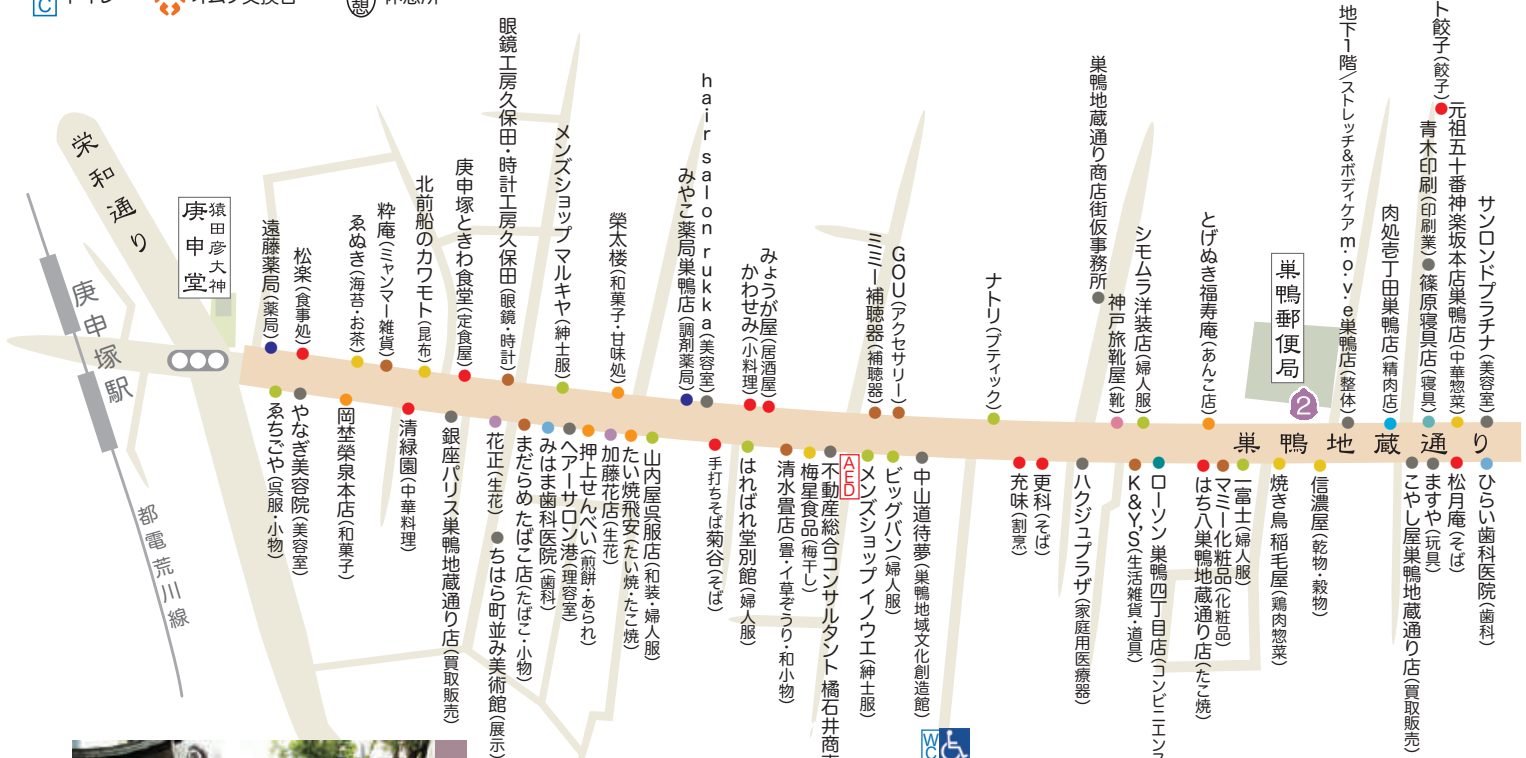 WC
憩
栄和通り
猿田彦大神
庚申堂
庚申塚駅
都電荒川線
遠藤薬局(薬局)
松楽(食事処)
ゑぬき(海苔・お茶)
粋庵(ミャンマー雑貨)
北前船のカワモト(昆布)
庚申塚ときわ食堂(定食屋)
眼鏡工房久保田・時計工房久保田(眼鏡・時計)
メンズショップ マルキヤ(紳士服)
榮太楼(和菓子・甘味処)
みやこ薬局巣鴨店(調剤薬局)
hair salon rukka(美容室)
かわせみ(小料理)
みょうが屋(居酒屋)
ミミー補聴器(補聴器)
GOU(アクセサリー)
ナトリ(ブティック)
巣鴨地蔵通り商店街仮事務所
神戸旅靴屋(靴)
シモムラ洋装店(婦人服)
とげぬき福寿庵(あんこ店)
巣鴨郵便局
2
地下1階/ストレッチ&ボディケア m・o・v・e 巣鴨店(整体)
肉処壱丁田巣鴨店(精肉店)
青木印刷(印刷業)
篠原寝具店(寝具)
ト餃子(餃子)
元祖五十番神楽坂本店巣鴨店(中華惣菜)
サンロンドプラチナ(美容室)
巣鴨地蔵通り
ゑちごや(呉服・小物)
やなぎ美容院(美容室)
岡埜榮泉本店(和菓子)
清緑園(中華料理)
銀座パリス巣鴨地蔵通り店(買取販売)
花正(生花)
ちはら町並み美術館(展示)
まだらめ たばこ店(たばこ・小物)
みはま歯科医院(歯科)
ヘアーサロン港(理容室)
押上せんべい(煎餅・あられ)
加藤花店(生花)
たい焼飛安(たい焼・たこ焼)
山内屋呉服店(和装・婦人服)
手打ちそば菊谷(そば)
はればれ堂別館(婦人服)
清水畳店(畳・イ草ぞうり・和小物)
梅星食品(梅干し)
不動産総合コンサルタント 橘石井商
AED
メンズショップイノウエ(紳士服)
ビッグバン(婦人服)
中山道待夢(巣鴨地域文化創造館)
WC
充味(割烹)
更科(そば)
ハクジュプラザ(家庭用医療器)
K&Y,S(生活雑貨・道具)
ローソン 巣鴨四丁目店(コンビニエンス
はち八巣鴨地蔵通り店(たこ焼)
マミー化粧品(化粧品)
一富士(婦人服)
焼き鳥 稲毛屋(鶏肉惣菜)
信濃屋(乾物・穀物)
こやし屋巣鴨地蔵通り店(買取販売)
ますや(玩具)
松月庵(そば)
ひらい歯科医院(歯科)